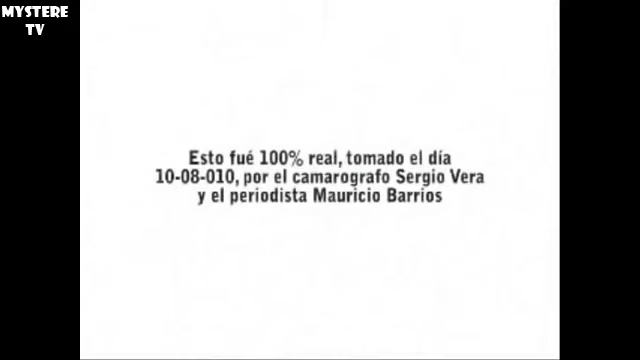 MYSTERE
TV
Esto fué 100% real, tomado el día
10-08-010, por el camarografo Sergio Vera
y el periodista Mauricio Barrios